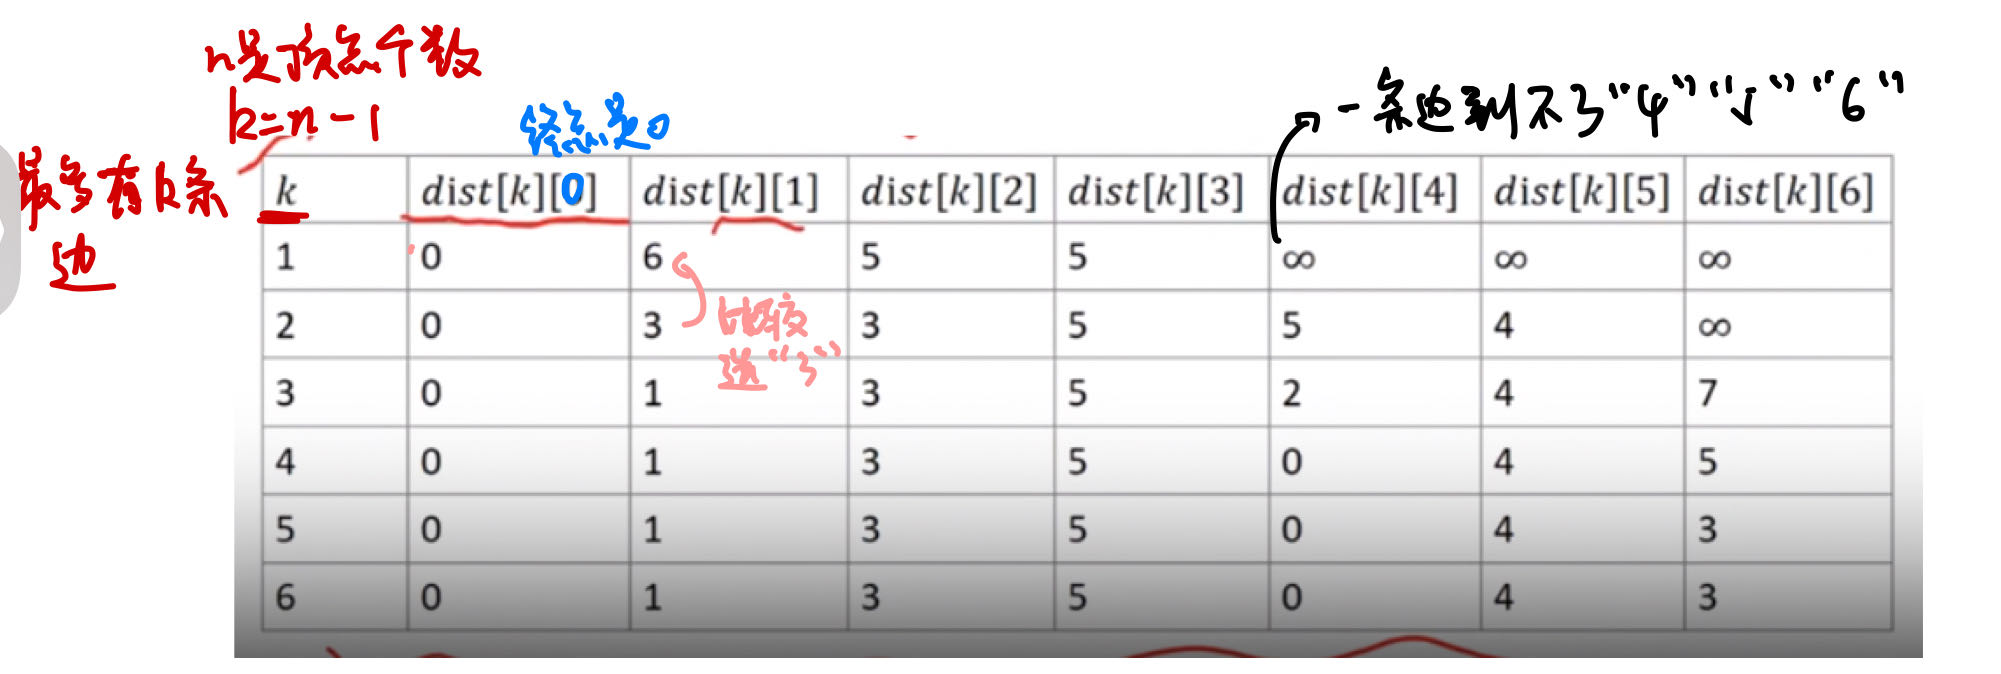 n是顶点个数
k=n-1
终点是0
一条边到不了"4" "5" "6"
最多有k条
边
k dist[k][0] dist[k][1] dist[k][2] dist[k][3] dist[k][4] dist[k][5] dist[k][6]
1 0 6 5 5 ∞ ∞ ∞
2 0 3 3 5 5 4 ∞
比较
选"3"
3 0 1 3 5 2 4 7
4 0 1 3 5 0 4 5
5 0 1 3 5 0 4 3
6 0 1 3 5 0 4 3